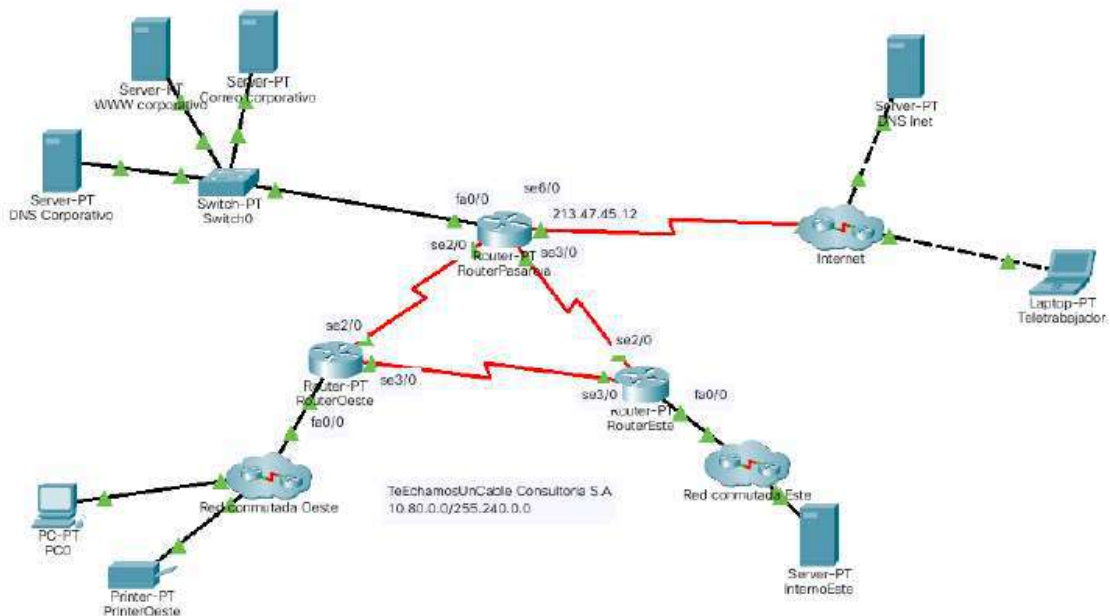 Server-PT
WWW corporativo
Server-PT
Correo corporativo
Server-PT
DNS Corporativo
Switch-PT
Switch0
fa0/0
se6/0
213.47.45.12
se2/0
se3/0
Router-PT
RouterPasarela
Server-PT
DNS Inet
Internet
Laptop-PT
Teletrabajador
se2/0
se3/0
Router-PT
RouterOeste
fa0/0
se2/0
se3/0
fa0/0
Router-PT
RouterEste
Red conmutada Oeste
PC-PT
PC0
Printer-PT
PrinterOeste
TeEchamosUnCable Consultoria S.A
10.80.0.0/255.240.0.0
Red conmutada Este
Server-PT
InternoEste